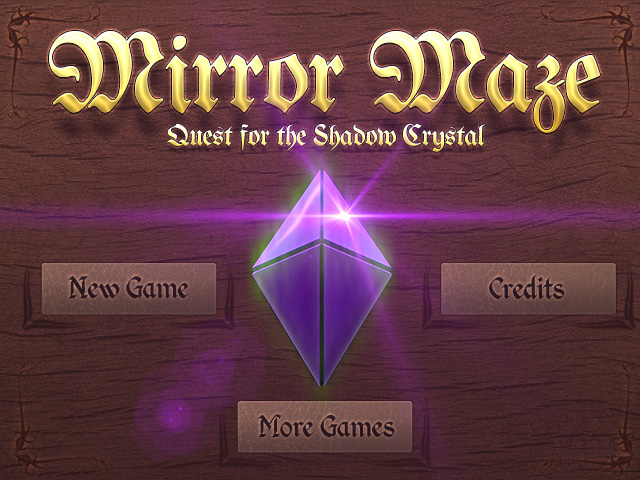 Mirror Maze
Quest for the Shadow Crystal
New Game
Credits
More Games